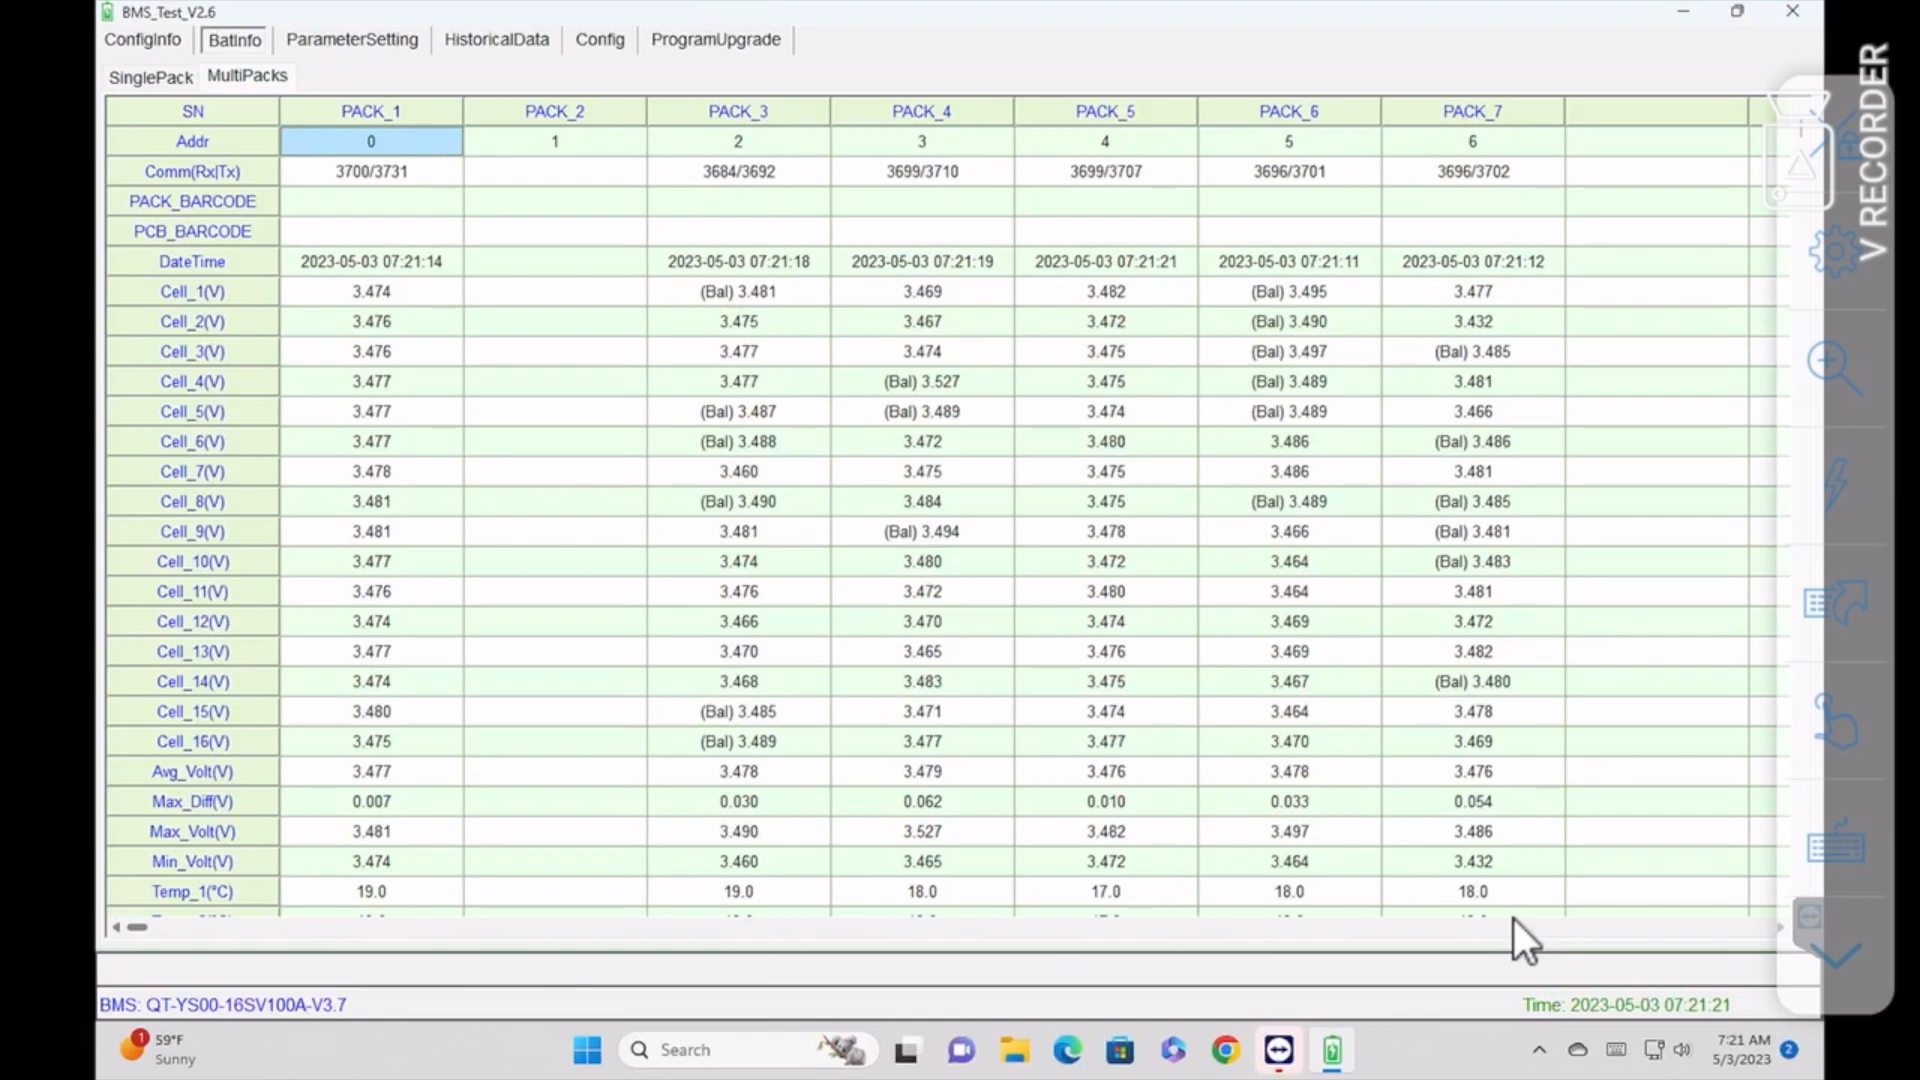 BMS_Test_V2.6
ConfigInfo BatInfo ParameterSetting HistoricalData Config ProgramUpgrade
SinglePack MultiPacks
SN PACK_1 PACK_2 PACK_3 PACK_4 PACK_5 PACK_6 PACK_7
Addr 0 1 2 3 4 5 6
Comm(Rx|Tx) 3700/3731 3684/3692 3699/3710 3699/3707 3696/3701 3696/3702
PACK_BARCODE
PCB_BARCODE
DateTime 2023-05-03 07:21:14 2023-05-03 07:21:18 2023-05-03 07:21:19 2023-05-03 07:21:21 2023-05-03 07:21:11 2023-05-03 07:21:12
Cell_1(V) 3.474 (Bal) 3.481 3.469 3.482 (Bal) 3.495 3.477
Cell_2(V) 3.476 3.475 3.467 3.472 (Bal) 3.490 3.432
Cell_3(V) 3.476 3.477 3.474 3.475 (Bal) 3.497 (Bal) 3.485
Cell_4(V) 3.477 3.477 (Bal) 3.527 3.475 (Bal) 3.489 3.481
Cell_5(V) 3.477 (Bal) 3.487 (Bal) 3.489 3.474 (Bal) 3.489 3.466
Cell_6(V) 3.477 (Bal) 3.488 3.472 3.480 3.486 (Bal) 3.486
Cell_7(V) 3.478 3.460 3.475 3.475 3.486 3.481
Cell_8(V) 3.481 (Bal) 3.490 3.484 3.475 (Bal) 3.489 (Bal) 3.485
Cell_9(V) 3.481 3.481 (Bal) 3.494 3.478 3.466 (Bal) 3.481
Cell_10(V) 3.477 3.474 3.480 3.472 3.464 (Bal) 3.483
Cell_11(V) 3.476 3.476 3.472 3.480 3.464 3.481
Cell_12(V) 3.474 3.466 3.470 3.474 3.469 3.472
Cell_13(V) 3.477 3.470 3.465 3.476 3.469 3.482
Cell_14(V) 3.474 3.468 3.483 3.475 3.467 (Bal) 3.480
Cell_15(V) 3.480 (Bal) 3.485 3.471 3.474 3.464 3.478
Cell_16(V) 3.475 (Bal) 3.489 3.477 3.477 3.470 3.469
Avg_Volt(V) 3.477 3.478 3.479 3.476 3.478 3.476
Max_Diff(V) 0.007 0.030 0.062 0.010 0.033 0.054
Max_Volt(V) 3.481 3.490 3.527 3.482 3.497 3.486
Min_Volt(V) 3.474 3.460 3.465 3.472 3.464 3.432
Temp_1(°C) 19.0 19.0 18.0 17.0 18.0 18.0
BMS: QT-YS00-16SV100A-V3.7
Time: 2023-05-03 07:21:21
V RECORDER
1
59°F
Sunny
Search
7:21 AM
5/3/2023
2